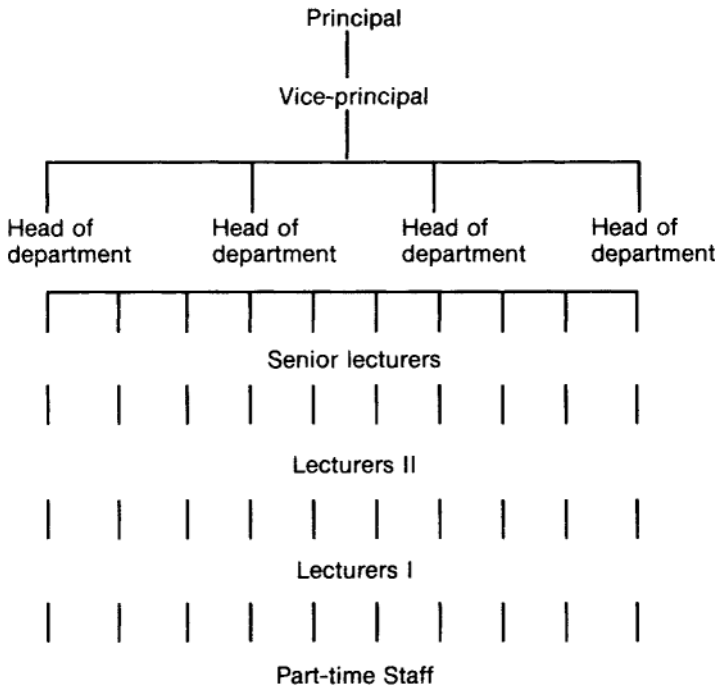 Principal
Vice-principal
Head of Head of Head of Head of
department department department department
Senior lecturers
Lecturers II
Lecturers I
Part-time Staff